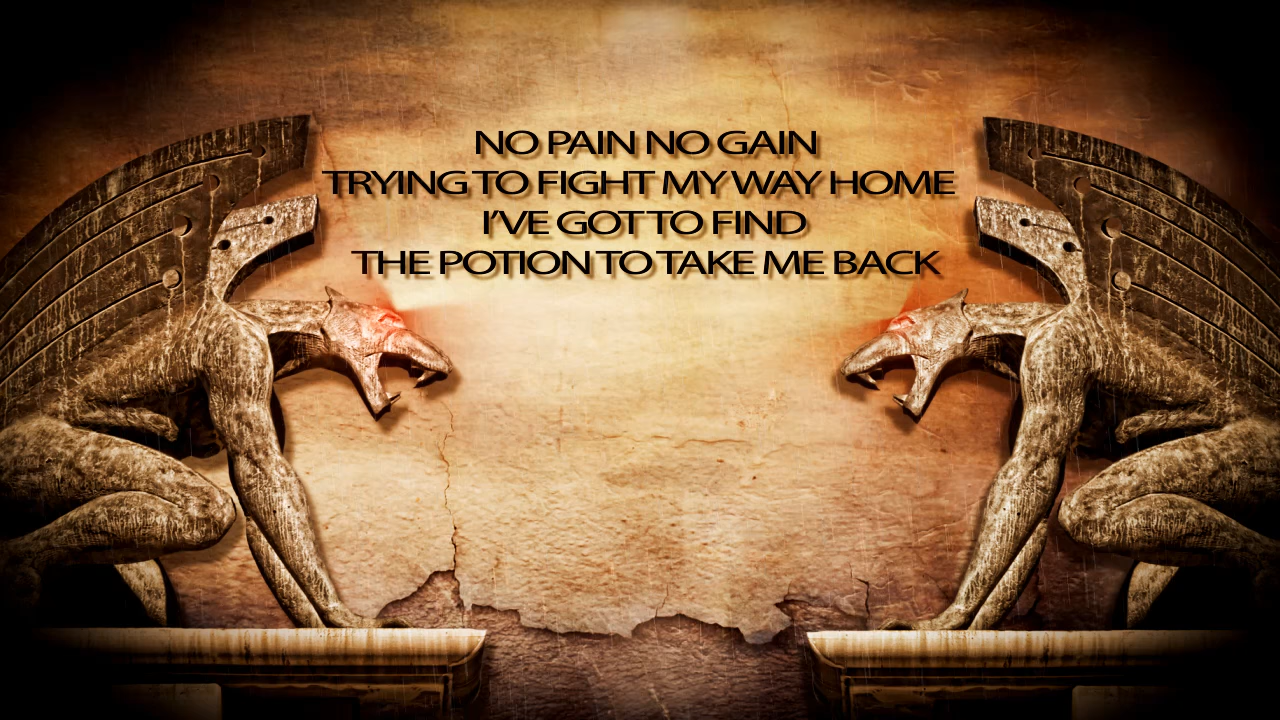 NO PAIN NO GAIN
TRYING TO FIGHT MY WAY HOME
I'VE GOT TO FIND
THE POTION TO TAKE ME BACK